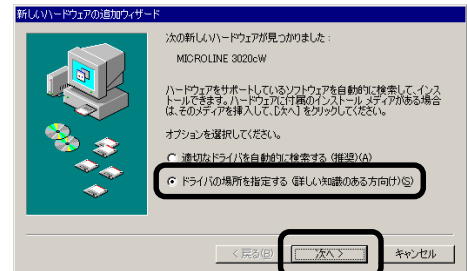 新しいハードウェアの追加ウィザード
次の新しいハードウェアが見つかりました：
MICROLINE 3020cW
ハードウェアをサポートしているソフトウェアを自動的に検索して、インス
トールできます。ハードウェアに付属のインストール メディアがある場合
は、そのメディアを挿入して、[次へ] をクリックしてください。
オプションを選択してください。
適切なドライバを自動的に検索する (推奨)(A)
ドライバの場所を指定する (詳しい知識のある方向け)(S)
< 戻る(B)
次へ >
キャンセル